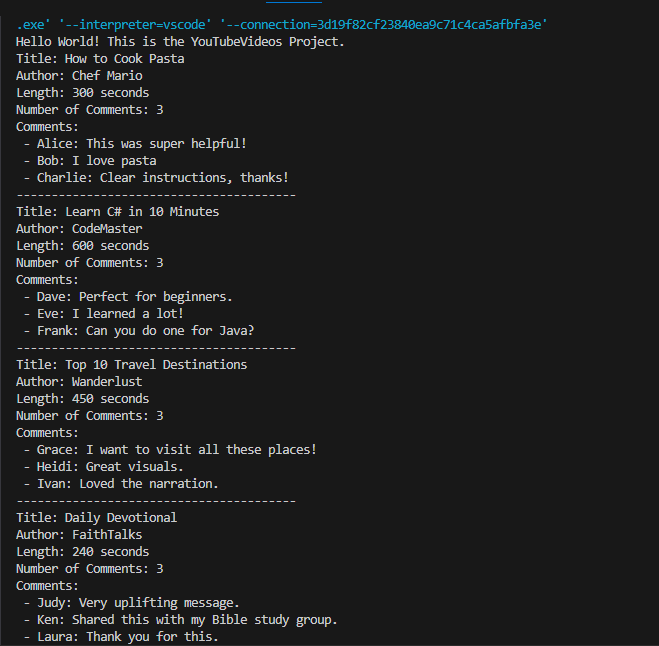 .exe' '--interpreter=vscode' '--connection=3d19f82cf23840ea9c71c4ca5afbfa3e'
Hello World! This is the YouTubeVideos Project.
Title: How to Cook Pasta
Author: Chef Mario
Length: 300 seconds
Number of Comments: 3
Comments:
 - Alice: This was super helpful!
 - Bob: I love pasta
 - Charlie: Clear instructions, thanks!
----------------------------------------
Title: Learn C# in 10 Minutes
Author: CodeMaster
Length: 600 seconds
Number of Comments: 3
Comments:
 - Dave: Perfect for beginners.
 - Eve: I learned a lot!
 - Frank: Can you do one for Java?
----------------------------------------
Title: Top 10 Travel Destinations
Author: Wanderlust
Length: 450 seconds
Number of Comments: 3
Comments:
 - Grace: I want to visit all these places!
 - Heidi: Great visuals.
 - Ivan: Loved the narration.
----------------------------------------
Title: Daily Devotional
Author: FaithTalks
Length: 240 seconds
Number of Comments: 3
Comments:
 - Judy: Very uplifting message.
 - Ken: Shared this with my Bible study group.
 - Laura: Thank you for this.